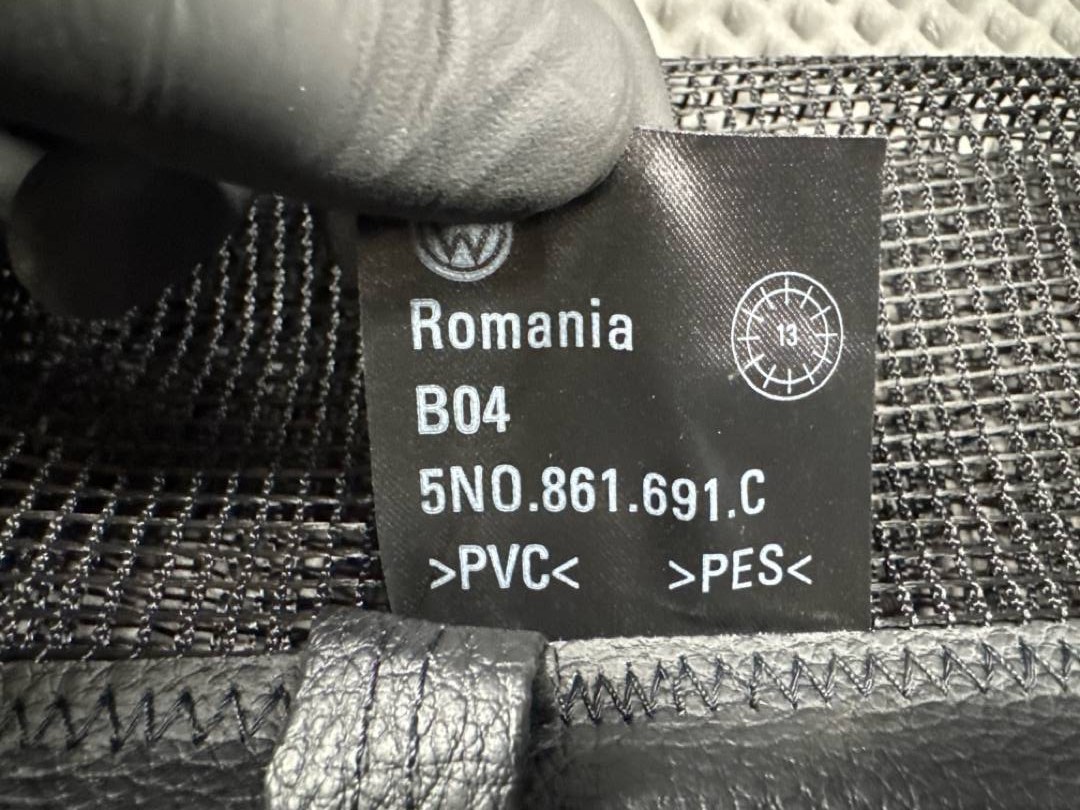 Romania
13
B04
5N0.861.691.C
>PVC< >PES<